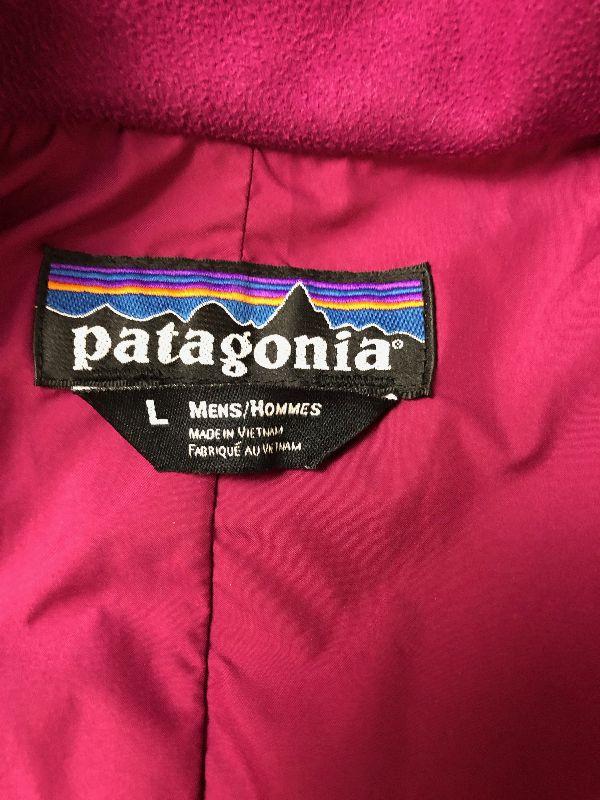 patagonia®
L MENS/HOMMES
MADE IN VIETNAM
FABRIQUÉ AU VIETNAM